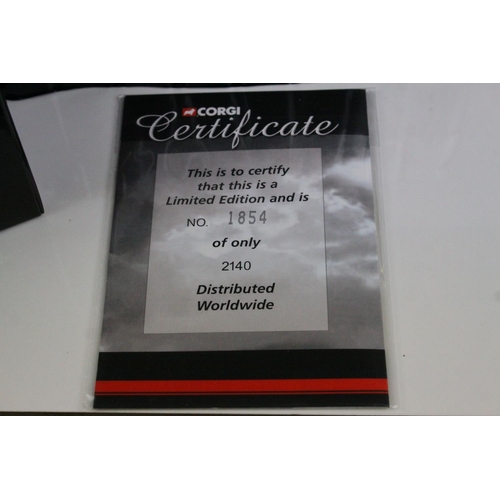 CORGI
Certificate
This is to certify
that this is a
Limited Edition and is
NO. 1854
of only
2140
Distributed
Worldwide